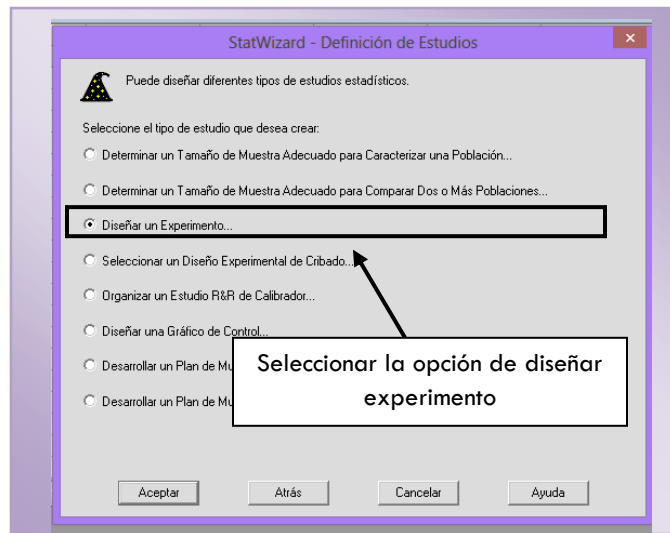 StatWizard - Definición de Estudios
Puede diseñar diferentes tipos de estudios estadísticos.
Seleccione el tipo de estudio que desea crear:
Determinar un Tamaño de Muestra Adecuado para Caracterizar una Población...
Determinar un Tamaño de Muestra Adecuado para Comparar Dos o Más Poblaciones...
Diseñar un Experimento...
Seleccionar un Diseño Experimental de Cribado...
Organizar un Estudio R&R de Calibrador...
Diseñar una Gráfico de Control...
Desarrollar un Plan de Mu
Desarrollar un Plan de Mu
Seleccionar la opción de diseñar
experimento
Aceptar Atrás Cancelar Ayuda